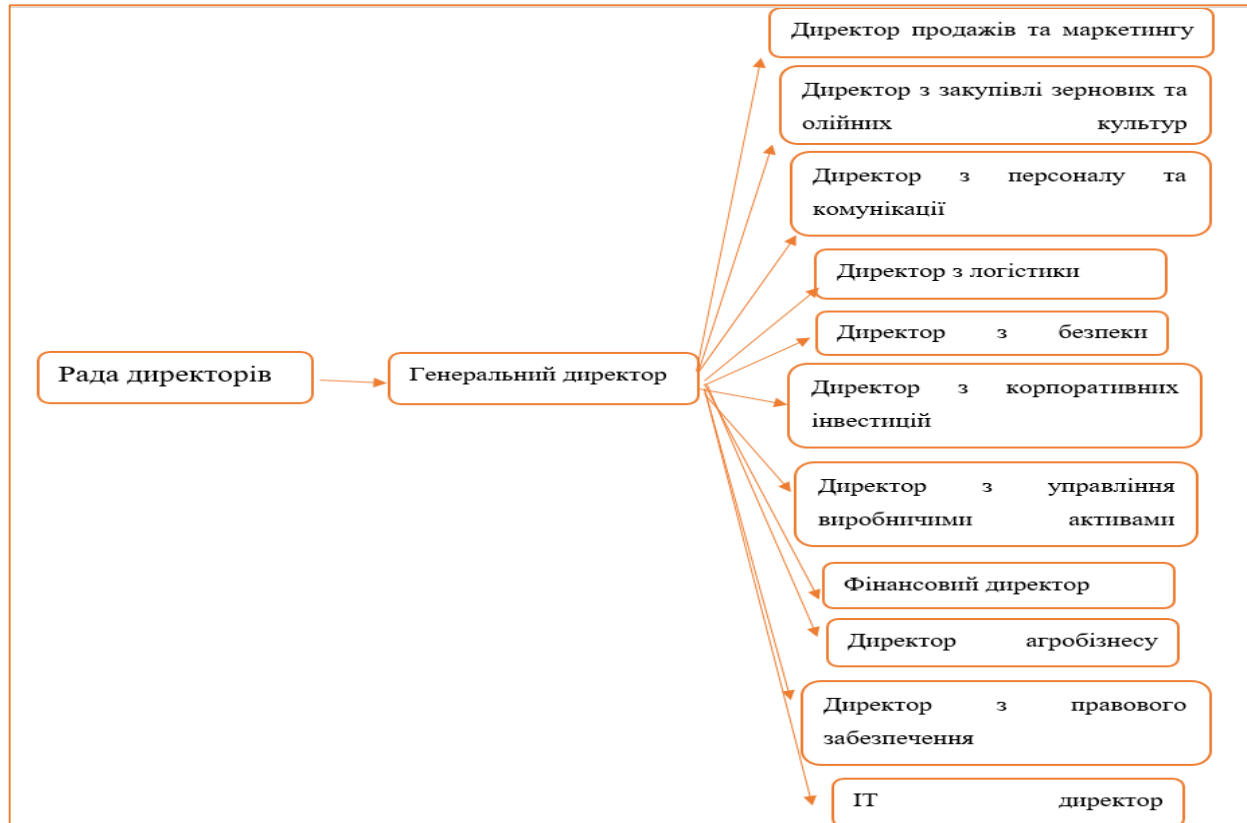 Рада директорів
Генеральний директор
Директор продажів та маркетингу
Директор з закупівлі зернових та
олійних культур
Директор з персоналу та
комунікації
Директор з логістики
Директор з безпеки
Директор з корпоративних
інвестицій
Директор з управління
виробничими активами
Фінансовий директор
Директор агробізнесу
Директор з правового
забезпечення
ІТ директор